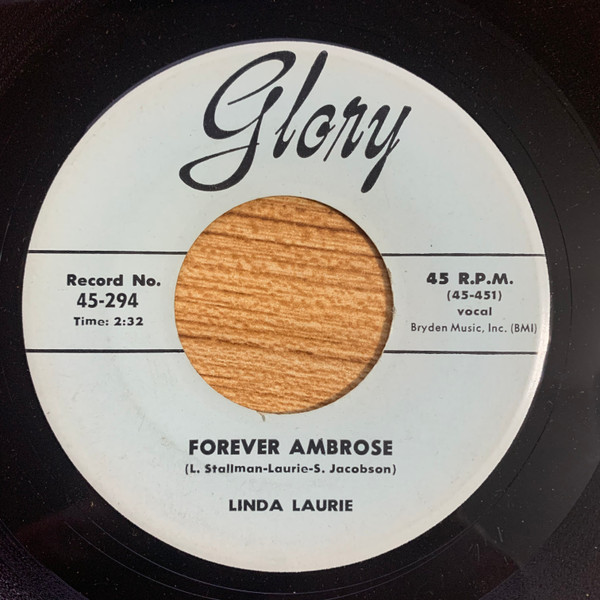 Glory
Record No.
45-294
Time: 2:32
45 R.P.M.
(45-451)
vocal
Bryden Music, Inc. (BMI)
FOREVER AMBROSE
(L. Stallman-Laurie-S. Jacobson)
LINDA LAURIE